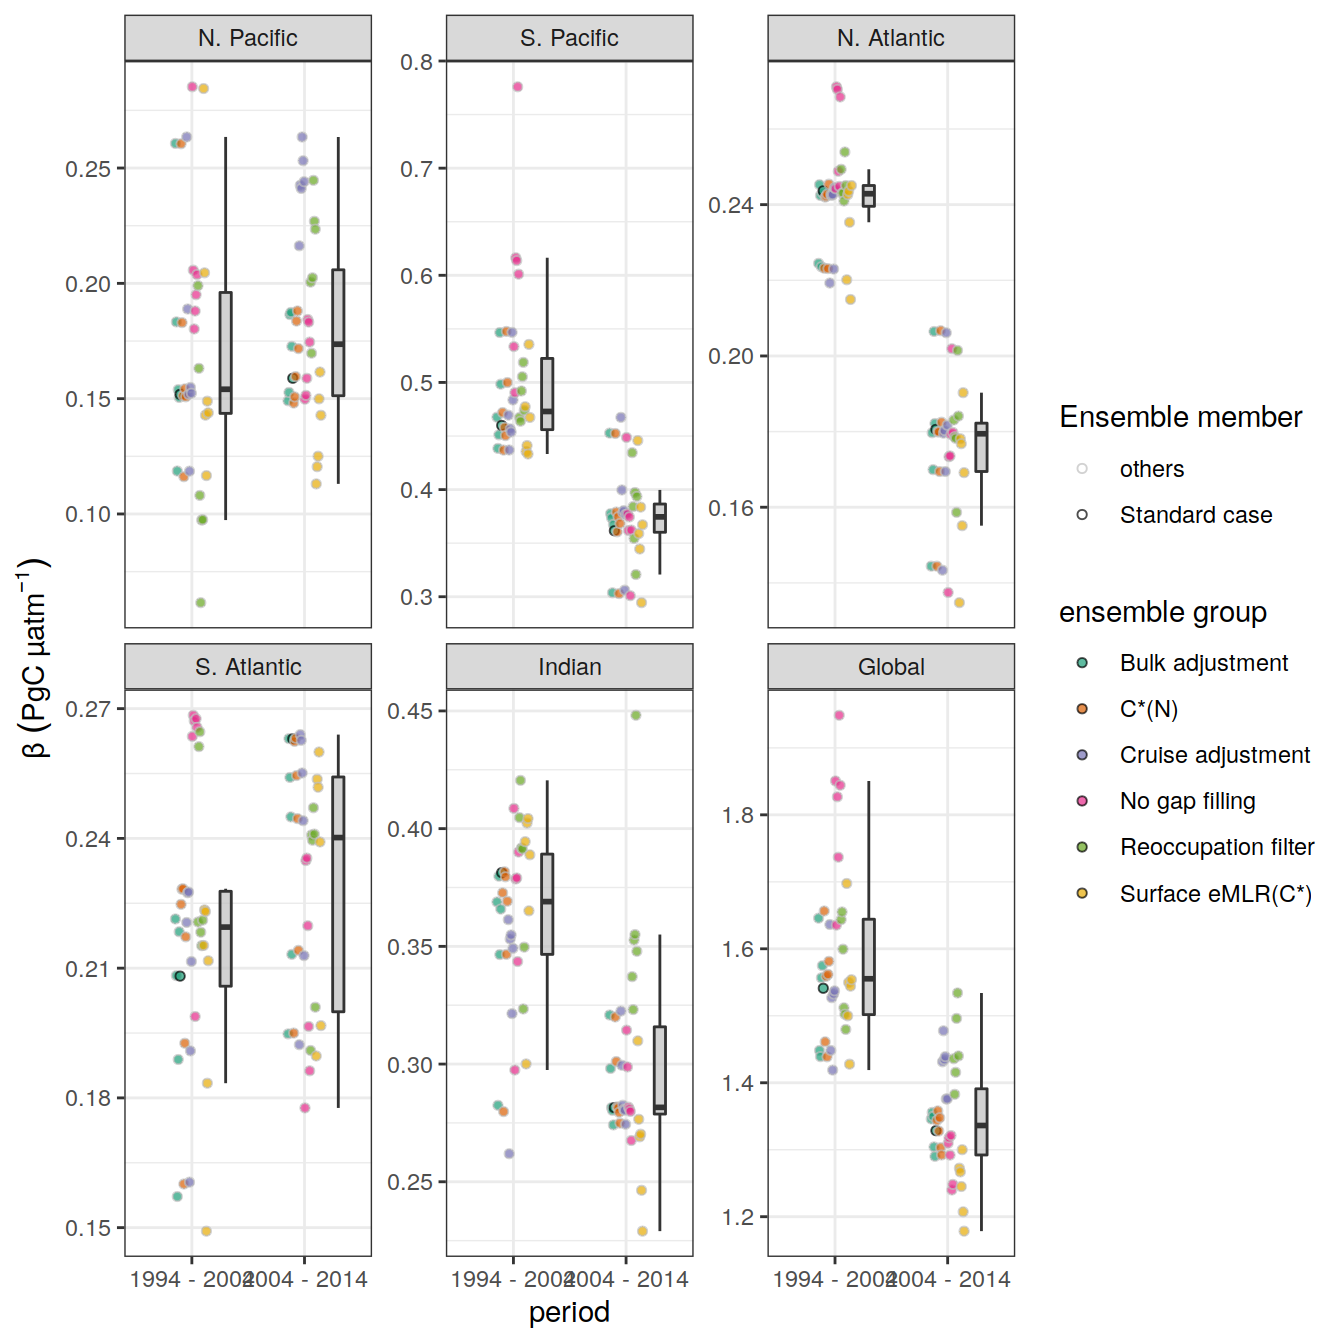 N. Pacific
S. Pacific
N. Atlantic
0.25
0.20
0.15
0.10
0.8
0.7
0.6
0.5
0.4
0.3
0.24
0.20
0.16
S. Atlantic
Indian
Global
0.27
0.24
0.21
0.18
0.15
0.45
0.40
0.35
0.30
0.25
1.8
1.6
1.4
1.2
1994 - 2004
2004 - 2014
1994 - 2004
2004 - 2014
1994 - 2004
2004 - 2014
period
β (PgC µatm⁻¹)
Ensemble member
others
Standard case
ensemble group
Bulk adjustment
C*(N)
Cruise adjustment
No gap filling
Reoccupation filter
Surface eMLR(C*)